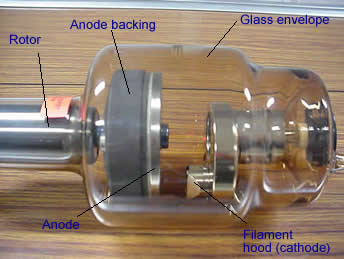 Anode backing
Glass envelope
Rotor
Anode
Filament
hood (cathode)